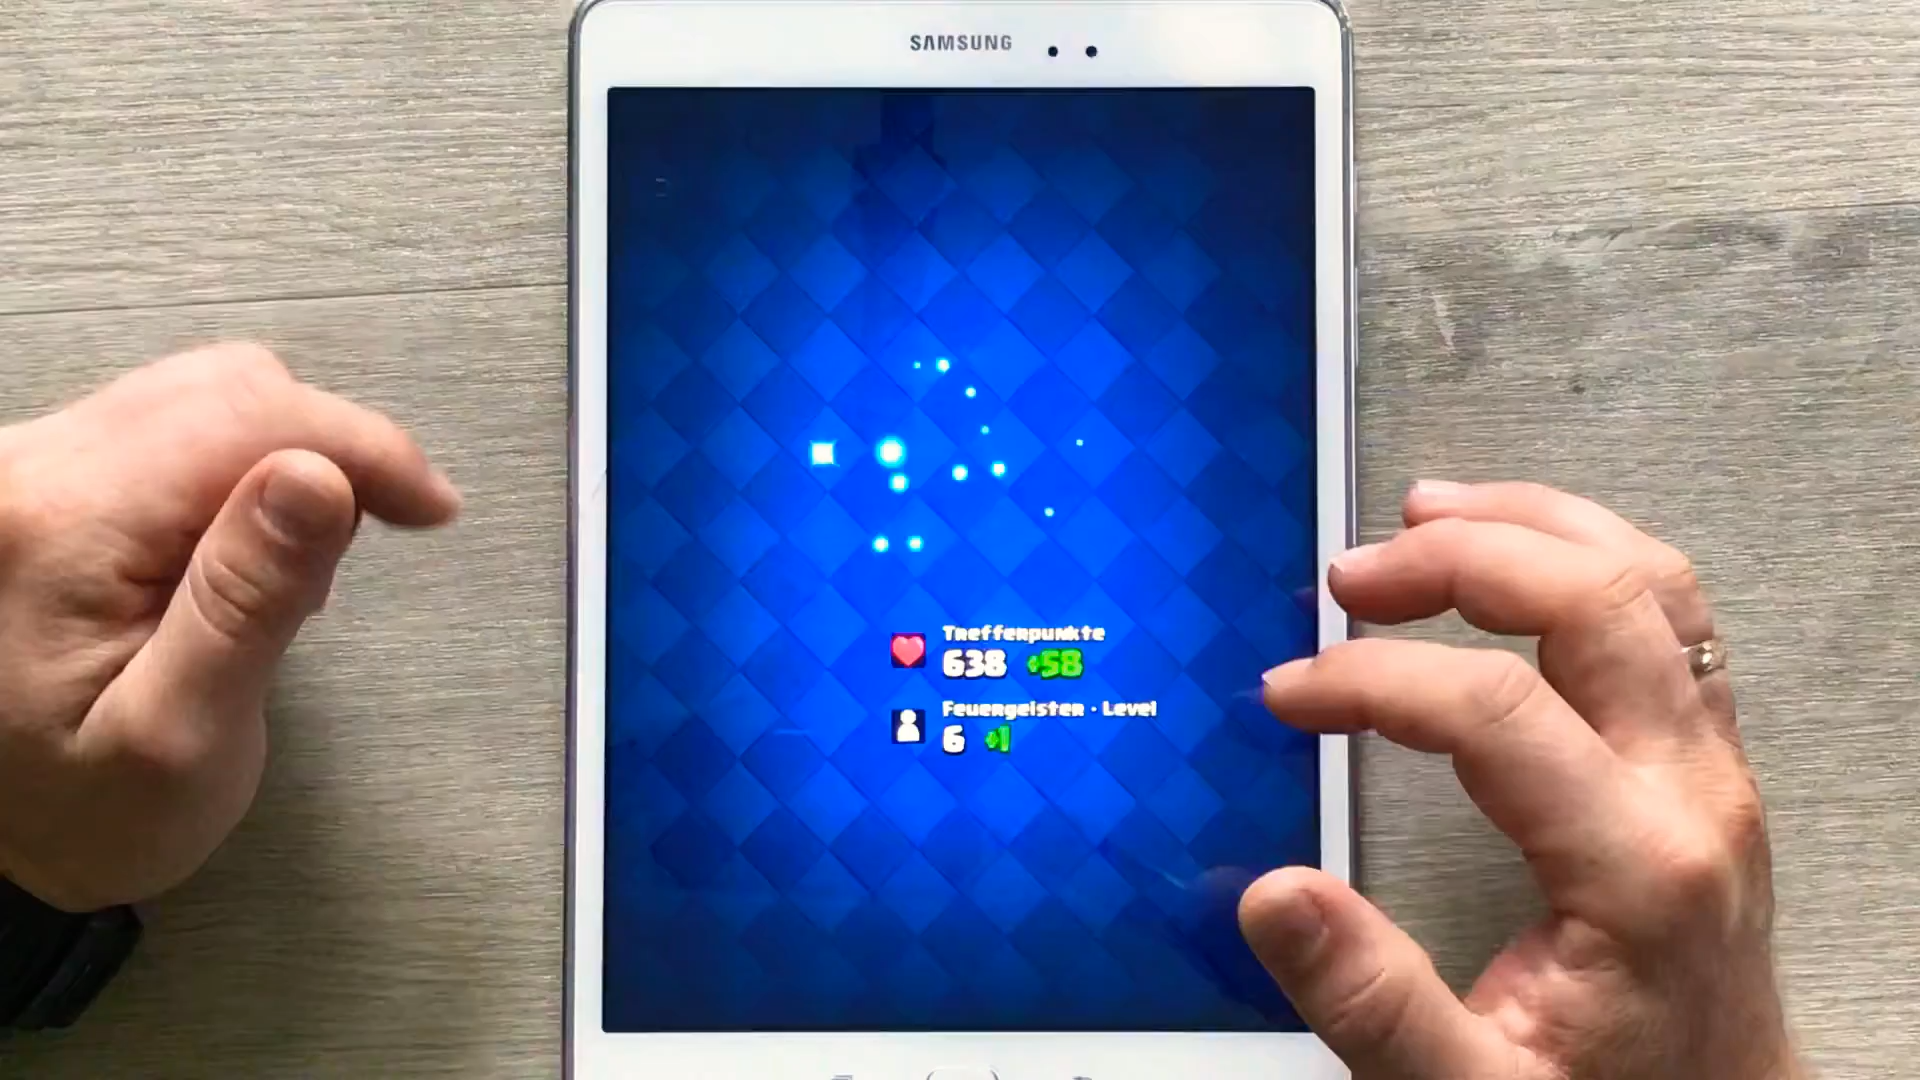 SAMSUNG
Trefferpunkte
638 +58
Feuergeister · Level
6 +1